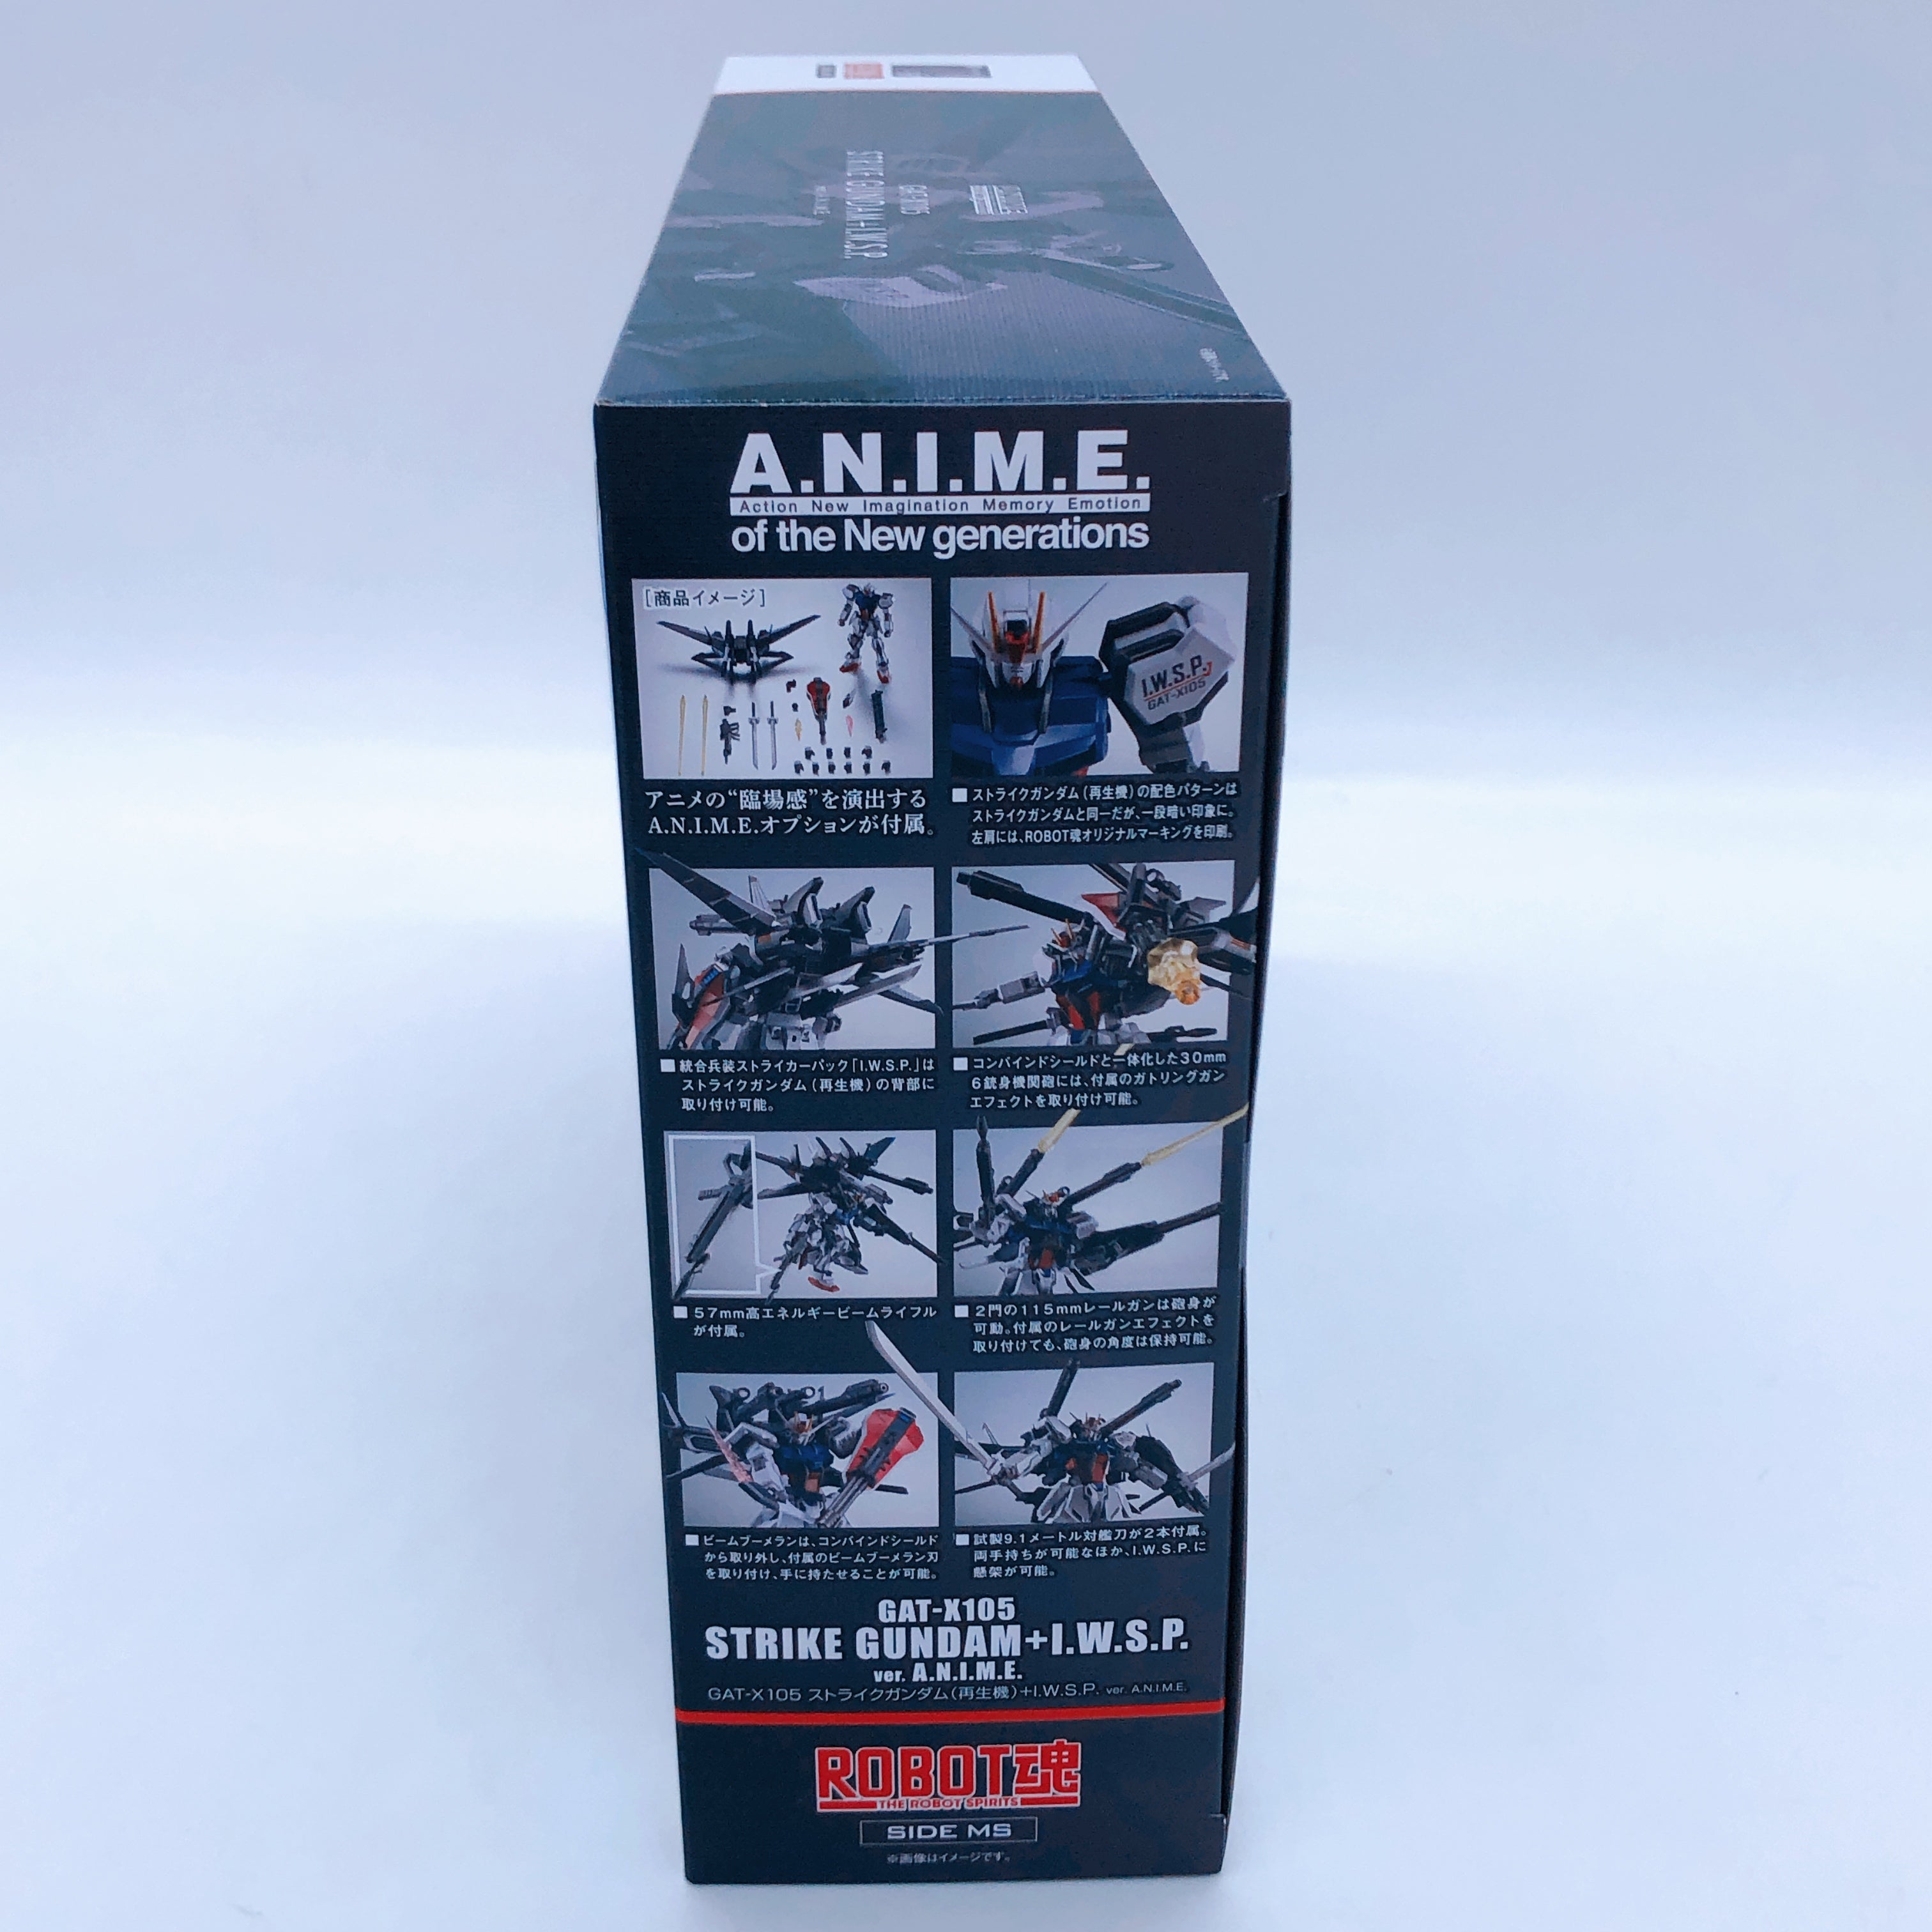 STRIKE GUNDAM+I.W.S.P.
GAT-X105
A.N.I.M.E.
Action New Imagination Memory Emotion
of the New generations
[商品イメージ]
アニメの“臨場感”を演出する
A.N.I.M.E.オプションが付属。
I.W.S.P.
GAT-X105
■ストライクガンダム(再生機)の配色パターンは
ストライクガンダムと同一だが、一段暗い印象に。
左肩には、ROBOT魂オリジナルマーキングを印刷。
■統合兵装ストライカーパック「I.W.S.P.」は
ストライクガンダム(再生機)の背部に
取り付け可能。
■コンバインドシールドと一体化した30mm
6銃身機関砲には、付属のガトリングガン
エフェクトを取り付け可能。
■57mm高エネルギービームライフル
が付属。
■2門の115mmレールガンは砲身が
可動。付属のレールガンエフェクトを
取り付けても、砲身の角度は保持可能。
■ビームブーメランは、コンバインドシールド
から取り外し、付属のビームブーメラン刃
を取り付け、手に持たせることが可能。
■試製9.1メートル対艦刀が2本付属。
両手持ちが可能なほか、I.W.S.P.に
懸架が可能。
GAT-X105
STRIKE GUNDAM+I.W.S.P.
ver. A.N.I.M.E.
GAT-X105 ストライクガンダム(再生機)+I.W.S.P. ver. A.N.I.M.E.
ROBOT魂
THE ROBOT SPIRITS
SIDE MS
※画像はイメージです。